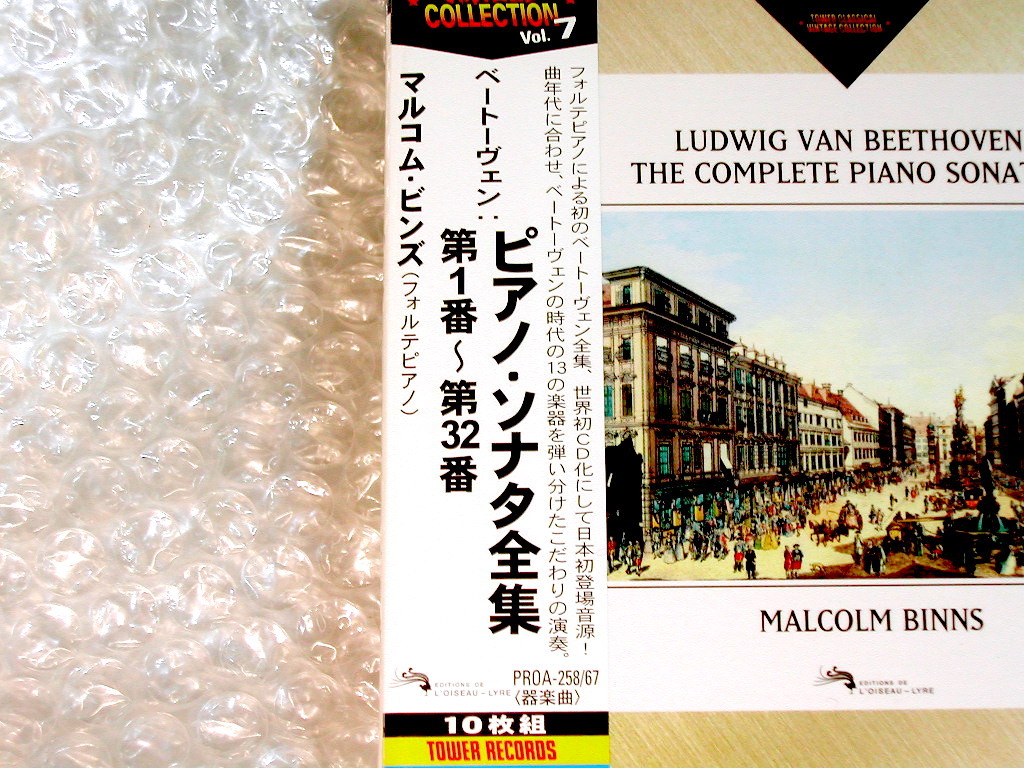 COLLECTION
Vol. 7
フォルテピアノによる初のベートーヴェン全集、世界初CD化にして日本初登場音源!
曲年代に合わせ、ベートーヴェンの時代の13の楽器を弾い分けたこだわりの演奏。
ベートーヴェン:
ピアノ・ソナタ全集
第1番~第32番
マルコム・ビンズ(フォルテピアノ)
EDITIONS DE
L'OISEAU-LYRE
PROA-258/67
〈器楽曲〉
10枚組
TOWER RECORDS
TOWER CLASSICAL
VINTAGE COLLECTION
LUDWIG VAN BEETHOVEN
THE COMPLETE PIANO SONAT
MALCOLM BINNS
EDITIONS DE
L'OISEAU-LYRE